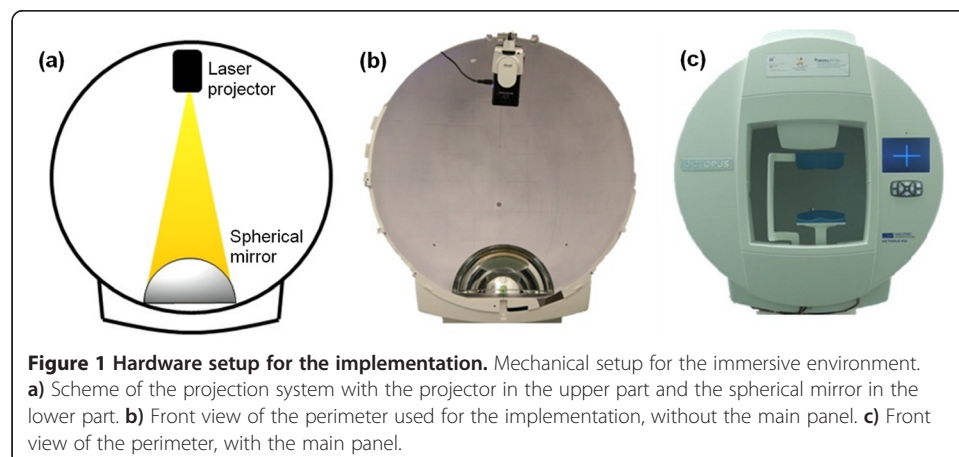 (a)
Laser
projector
Spherical
mirror
(b)
(c)
OCTOPUS
Figure 1 Hardware setup for the implementation. Mechanical setup for the immersive environment.
a) Scheme of the projection system with the projector in the upper part and the spherical mirror in the
lower part. b) Front view of the perimeter used for the implementation, without the main panel. c) Front
view of the perimeter, with the main panel.